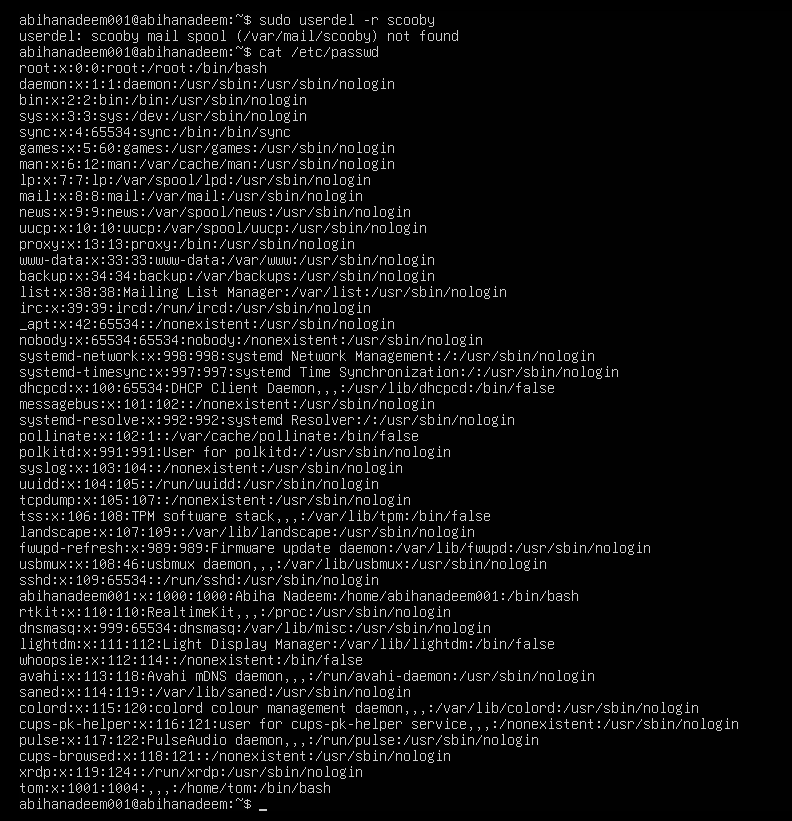 abihanadeem001@abihanadeem:~$ sudo userdel -r scooby
userdel: scooby mail spool (/var/mail/scooby) not found
abihanadeem001@abihanadeem:~$ cat /etc/passwd
root:x:0:0:root:/root:/bin/bash
daemon:x:1:1:daemon:/usr/sbin:/usr/sbin/nologin
bin:x:2:2:bin:/bin:/usr/sbin/nologin
sys:x:3:3:sys:/dev:/usr/sbin/nologin
sync:x:4:65534:sync:/bin:/bin/sync
games:x:5:60:games:/usr/games:/usr/sbin/nologin
man:x:6:12:man:/var/cache/man:/usr/sbin/nologin
lp:x:7:7:lp:/var/spool/lpd:/usr/sbin/nologin
mail:x:8:8:mail:/var/mail:/usr/sbin/nologin
news:x:9:9:news:/var/spool/news:/usr/sbin/nologin
uucp:x:10:10:uucp:/var/spool/uucp:/usr/sbin/nologin
proxy:x:13:13:proxy:/bin:/usr/sbin/nologin
www-data:x:33:33:www-data:/var/www:/usr/sbin/nologin
backup:x:34:34:backup:/var/backups:/usr/sbin/nologin
list:x:38:38:Mailing List Manager:/var/list:/usr/sbin/nologin
irc:x:39:39:ircd:/run/ircd:/usr/sbin/nologin
_apt:x:42:65534::/nonexistent:/usr/sbin/nologin
nobody:x:65534:65534:nobody:/nonexistent:/usr/sbin/nologin
systemd-network:x:998:998:systemd Network Management:/:/usr/sbin/nologin
systemd-timesync:x:997:997:systemd Time Synchronization:/:/usr/sbin/nologin
dhcpcd:x:100:65534:DHCP Client Daemon,,,:/usr/lib/dhcpcd:/bin/false
messagebus:x:101:102::/nonexistent:/usr/sbin/nologin
systemd-resolve:x:992:992:systemd Resolver:/:/usr/sbin/nologin
pollinate:x:102:1::/var/cache/pollinate:/bin/false
polkitd:x:991:991:User for polkitd:/:/usr/sbin/nologin
syslog:x:103:104::/nonexistent:/usr/sbin/nologin
uuidd:x:104:105::/run/uuidd:/usr/sbin/nologin
tcpdump:x:105:107::/nonexistent:/usr/sbin/nologin
tss:x:106:108:TPM software stack,,,:/var/lib/tpm:/bin/false
landscape:x:107:109::/var/lib/landscape:/usr/sbin/nologin
fwupd-refresh:x:989:989:Firmware update daemon:/var/lib/fwupd:/usr/sbin/nologin
usbmux:x:108:46:usbmux daemon,,,:/var/lib/usbmux:/usr/sbin/nologin
sshd:x:109:65534::/run/sshd:/usr/sbin/nologin
abihanadeem001:x:1000:1000:Abiha Nadeem:/home/abihanadeem001:/bin/bash
rtkit:x:110:110:RealtimeKit,,,:/proc:/usr/sbin/nologin
dnsmasq:x:999:65534:dnsmasq:/var/lib/misc:/usr/sbin/nologin
lightdm:x:111:112:Light Display Manager:/var/lib/lightdm:/bin/false
whoopsie:x:112:114::/nonexistent:/bin/false
avahi:x:113:118:Avahi mDNS daemon,,,:/run/avahi-daemon:/usr/sbin/nologin
saned:x:114:119::/var/lib/saned:/usr/sbin/nologin
colord:x:115:120:colord colour management daemon,,,:/var/lib/colord:/usr/sbin/nologin
cups-pk-helper:x:116:121:user for cups-pk-helper service,,,:/nonexistent:/usr/sbin/nologin
pulse:x:117:122:PulseAudio daemon,,,:/run/pulse:/usr/sbin/nologin
cups-browsed:x:118:121::/nonexistent:/usr/sbin/nologin
xrdp:x:119:124::/run/xrdp:/usr/sbin/nologin
tom:x:1001:1004:,,,:/home/tom:/bin/bash
abihanadeem001@abihanadeem:~$ _